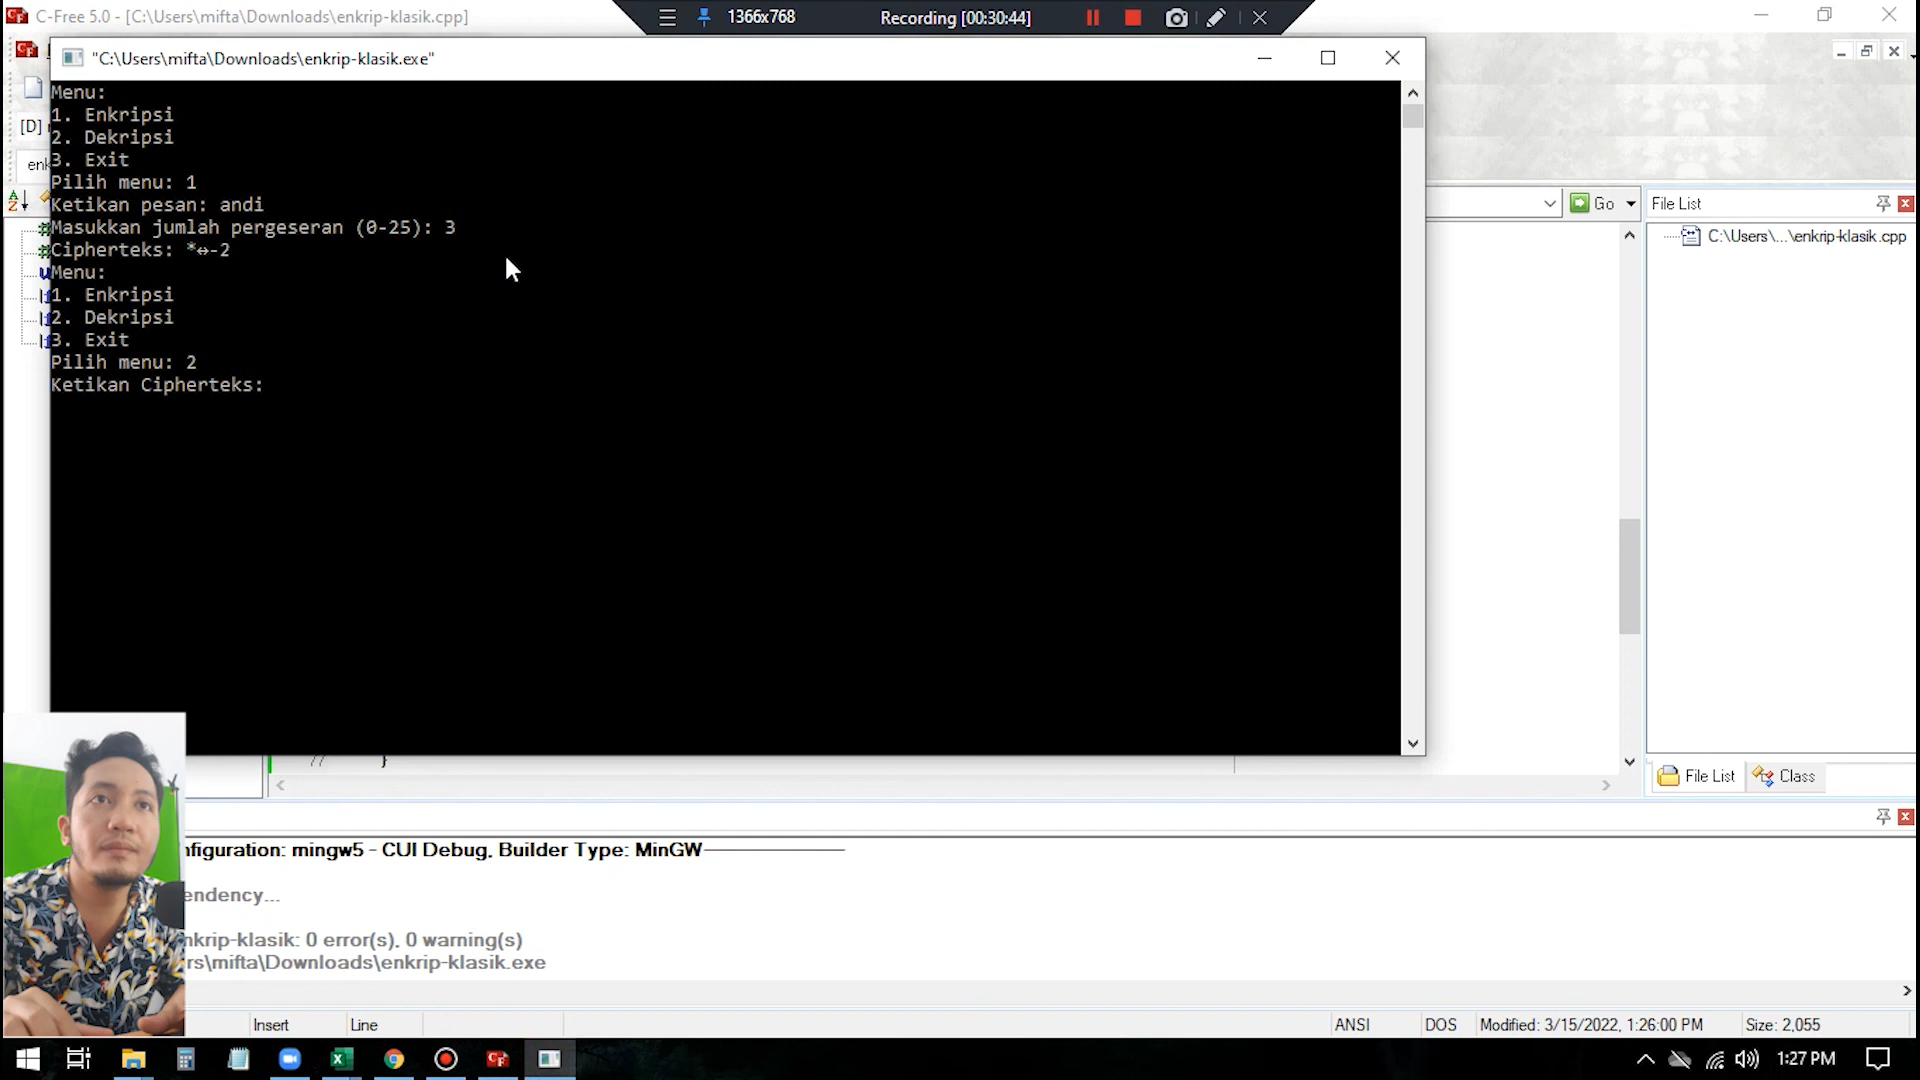 C-Free 5.0 - [C:\Users\mifta\Downloads\enkrip-klasik.cpp]
1366x768
Recording [00:30:44]
"C:\Users\mifta\Downloads\enkrip-klasik.exe"
Menu:
1. Enkripsi
2. Dekripsi
3. Exit
Pilih menu: 1
Ketikan pesan: andi
Masukkan jumlah pergeseran (0-25): 3
Cipherteks: *↔-2
Menu:
1. Enkripsi
2. Dekripsi
3. Exit
Pilih menu: 2
Ketikan Cipherteks:
[D]
enk
Go
File List
C:\Users\...\enkrip-klasik.cpp
77 }
File List
Class
nfiguration: mingw5 - CUI Debug, Builder Type: MinGW
endency...
nkrip-klasik: 0 error(s), 0 warning(s)
rs\mifta\Downloads\enkrip-klasik.exe
Insert
Line
ANSI
DOS
Modified: 3/15/2022, 1:26:00 PM
Size: 2,055
1:27 PM